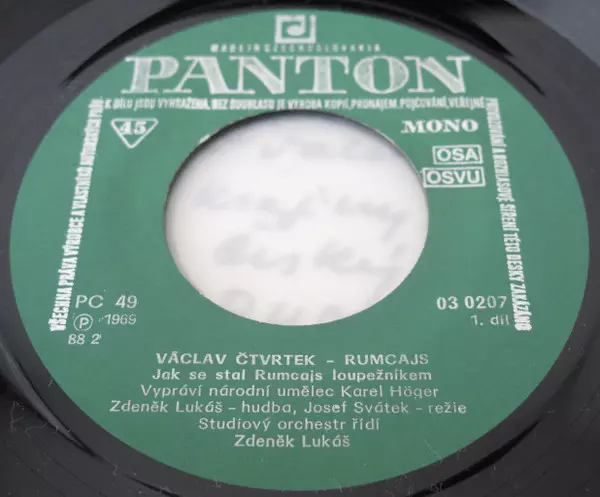 MADE IN CZECHOSLOVAKIA
PANTON
VŠECHNA PRÁVA VÝROBCE A VLASTNÍKŮ AUTORSKÝCH PRÁV K DÍLU JSOU VYHRAŽENA. BEZ SOUHLASU JE VÝROBA KOPIÍ, PRONÁJEM, PŮJČOVÁNÍ, VEŘEJNÉ PROVOZOVÁNÍ A ROZHLASOVÉ ŠÍŘENÍ TÉTO DESKY ZAKÁZÁNO
45
MONO
OSA
OSVU
PC 49
℗ 1969
88 2
03 0207
1. díl
VÁCLAV ČTVRTEK - RUMCAJS
Jak se stal Rumcajs loupežníkem
Vypráví národní umělec Karel Höger
Zdeněk Lukáš - hudba, Josef Svátek - režie
Studiový orchestr řídí
Zdeněk Lukáš